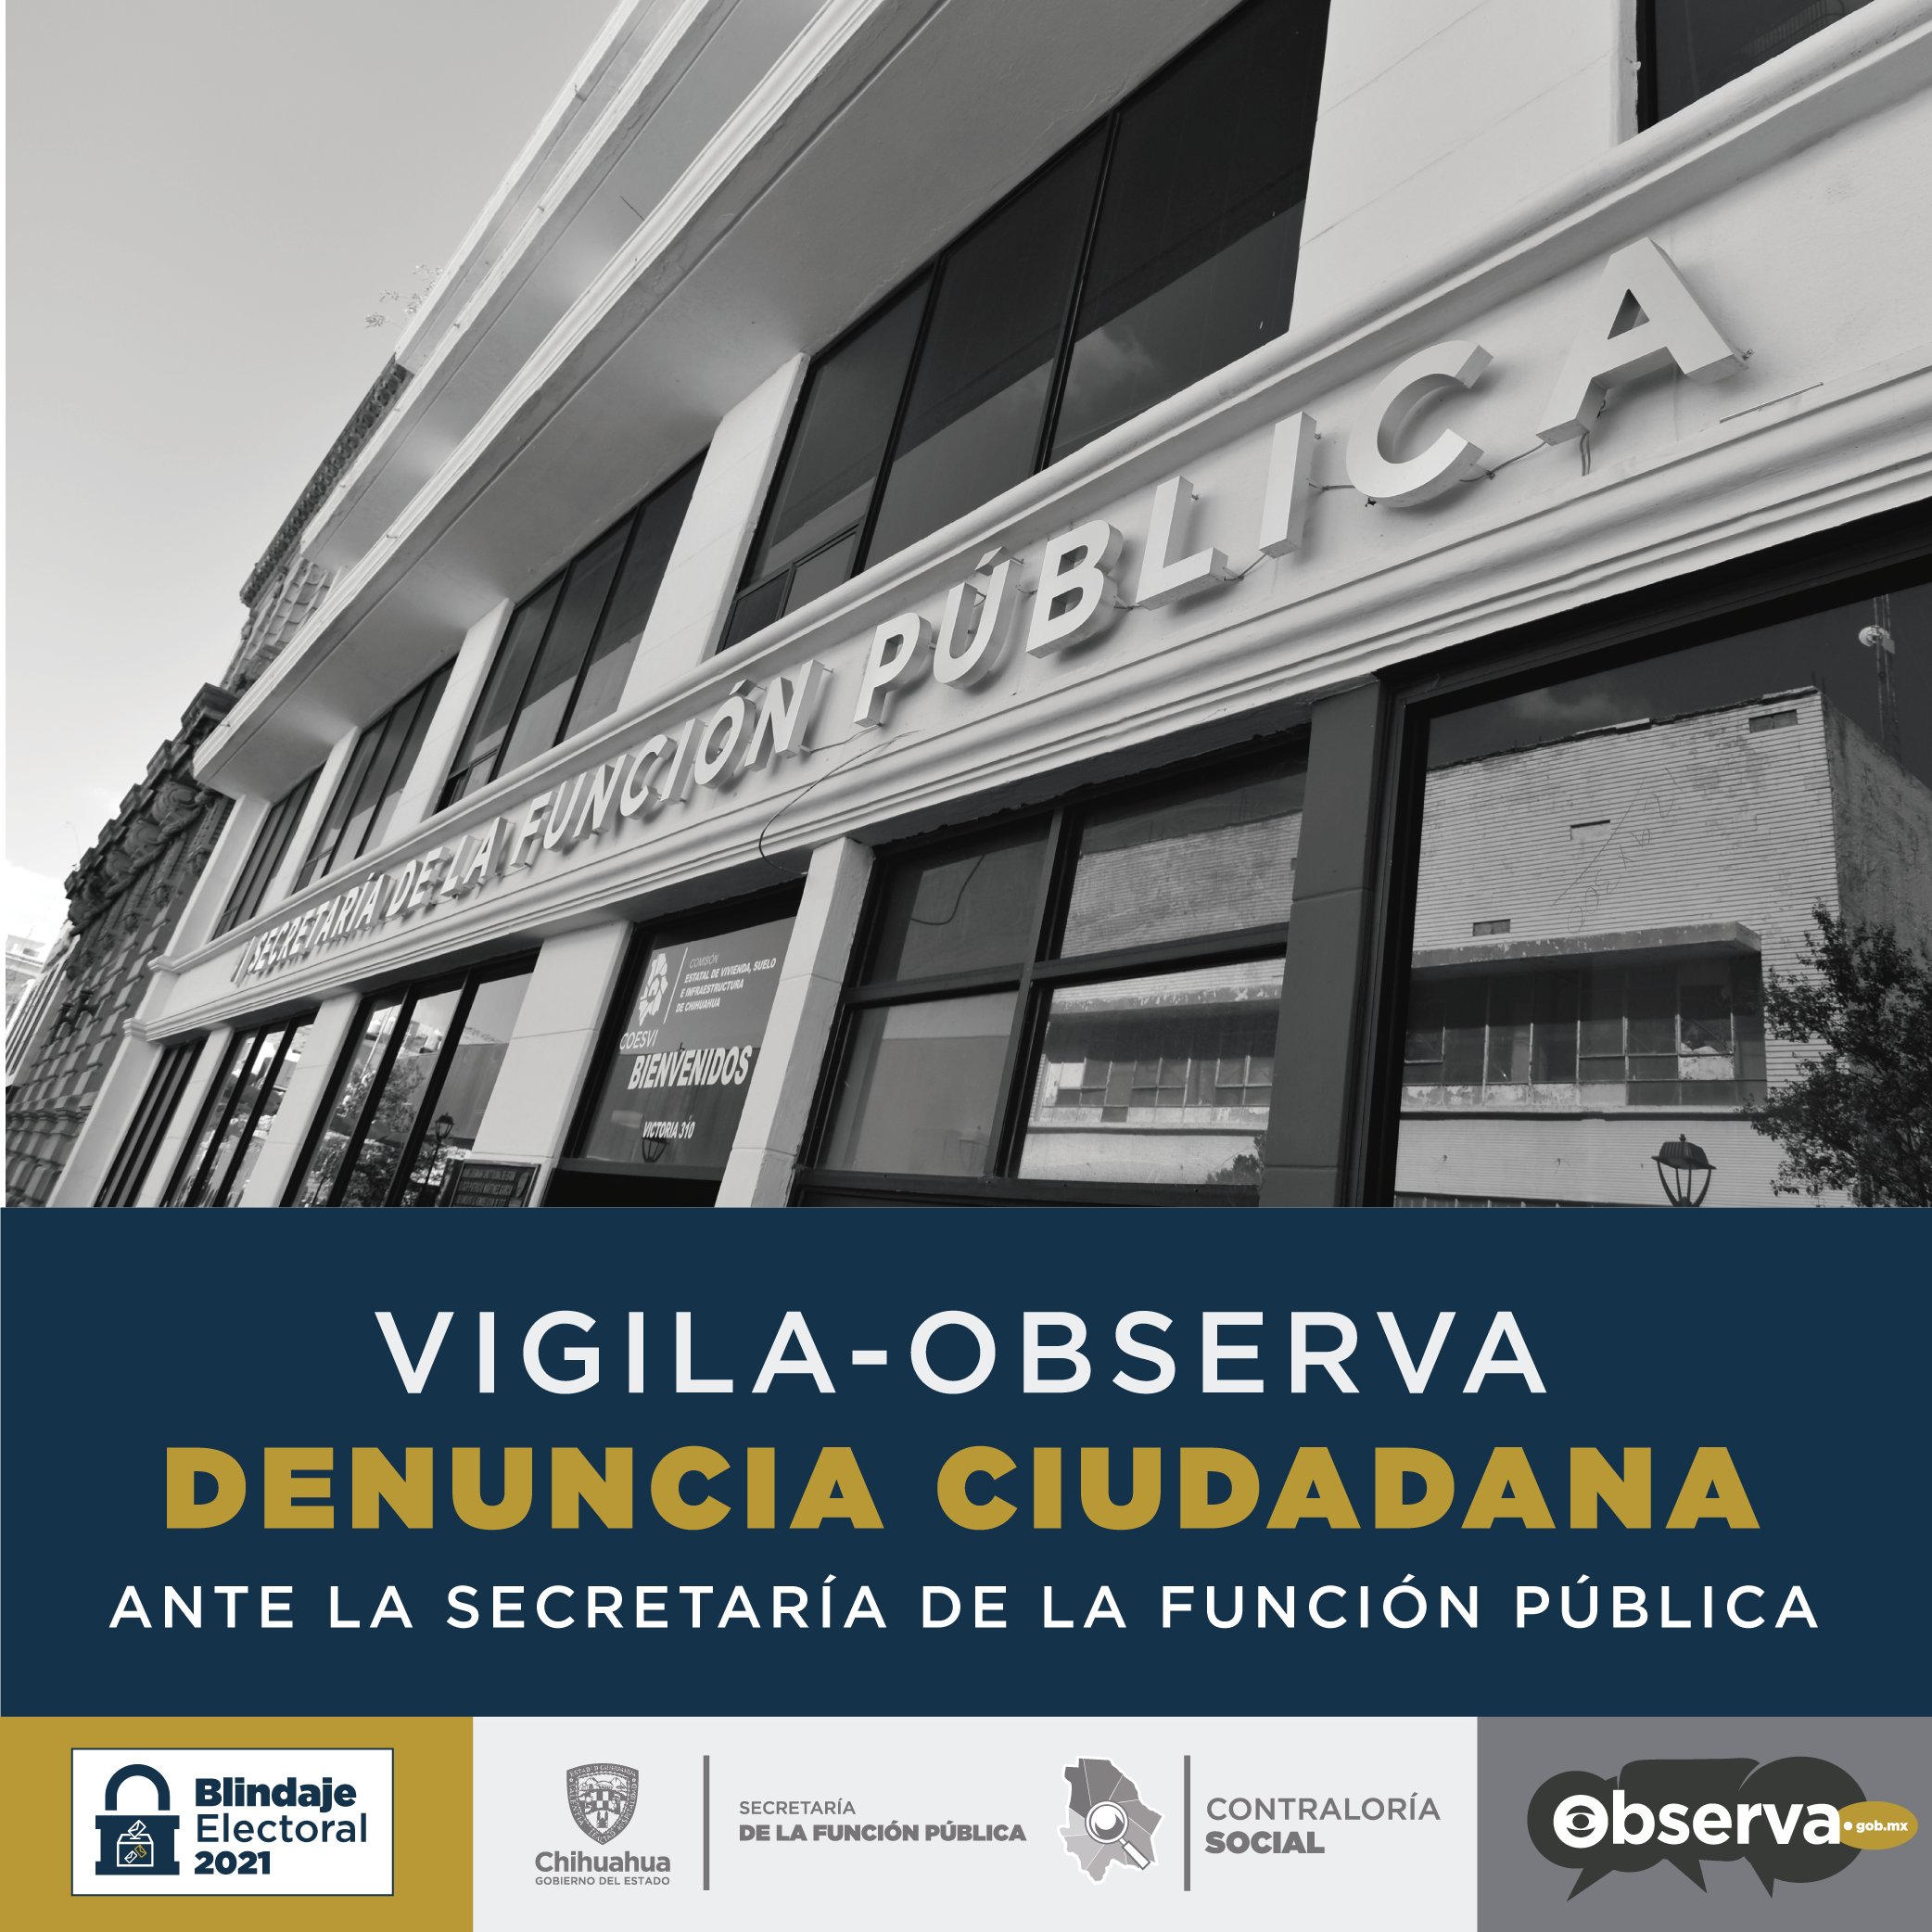 SECRETARÍA DE LA FUNCIÓN PÚBLICA
COMISIÓN
ESTATAL DE VIVIENDA, SUELO
E INFRAESTRUCTURA
DE CHIHUAHUA
COESVI
BIENVENIDOS
VICTORIA 310
VIGILA-OBSERVA
DENUNCIA CIUDADANA
ANTE LA SECRETARÍA DE LA FUNCIÓN PÚBLICA
Blindaje
Electoral
2021
Chihuahua
GOBIERNO DEL ESTADO
SECRETARÍA
DE LA FUNCIÓN PÚBLICA
CONTRALORÍA
SOCIAL
Observa.gob.mx